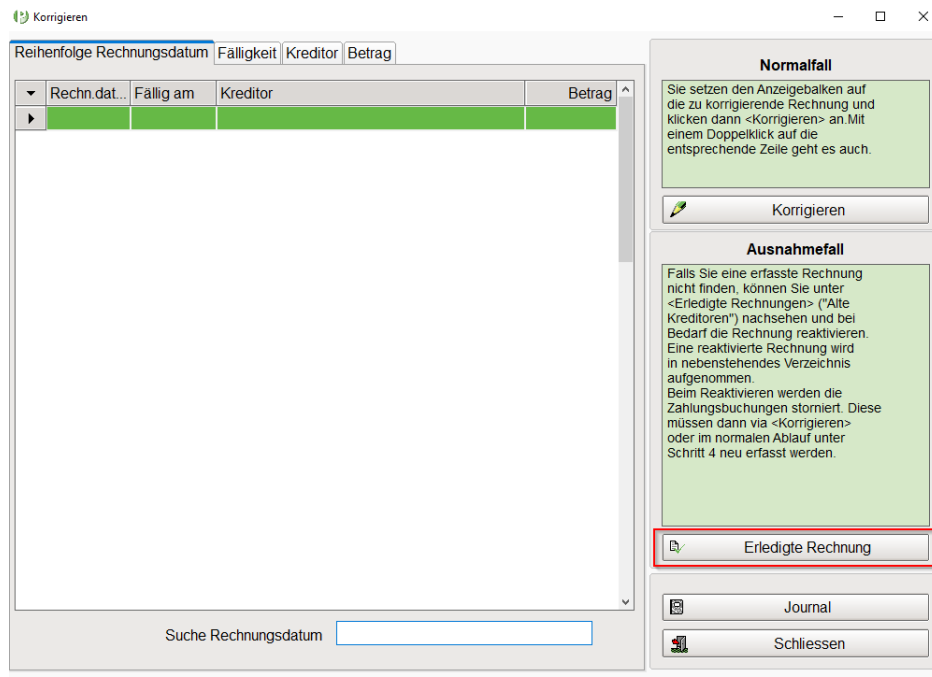 Korrigieren
Reihenfolge Rechnungsdatum Fälligkeit Kreditor Betrag
Rechn.dat... Fällig am Kreditor Betrag
Suche Rechnungsdatum
Normalfall
Sie setzen den Anzeigebalken auf
die zu korrigierende Rechnung und
klicken dann <Korrigieren> an.Mit
einem Doppelklick auf die
entsprechende Zeile geht es auch.
Korrigieren
Ausnahmefall
Falls Sie eine erfasste Rechnung
nicht finden, können Sie unter
<Erledigte Rechnungen> ("Alte
Kreditoren") nachsehen und bei
Bedarf die Rechnung reaktivieren.
Eine reaktivierte Rechnung wird
in nebenstehendes Verzeichnis
aufgenommen.
Beim Reaktivieren werden die
Zahlungsbuchungen storniert. Diese
müssen dann via <Korrigieren>
oder im normalen Ablauf unter
Schritt 4 neu erfasst werden.
Erledigte Rechnung
Journal
Schliessen